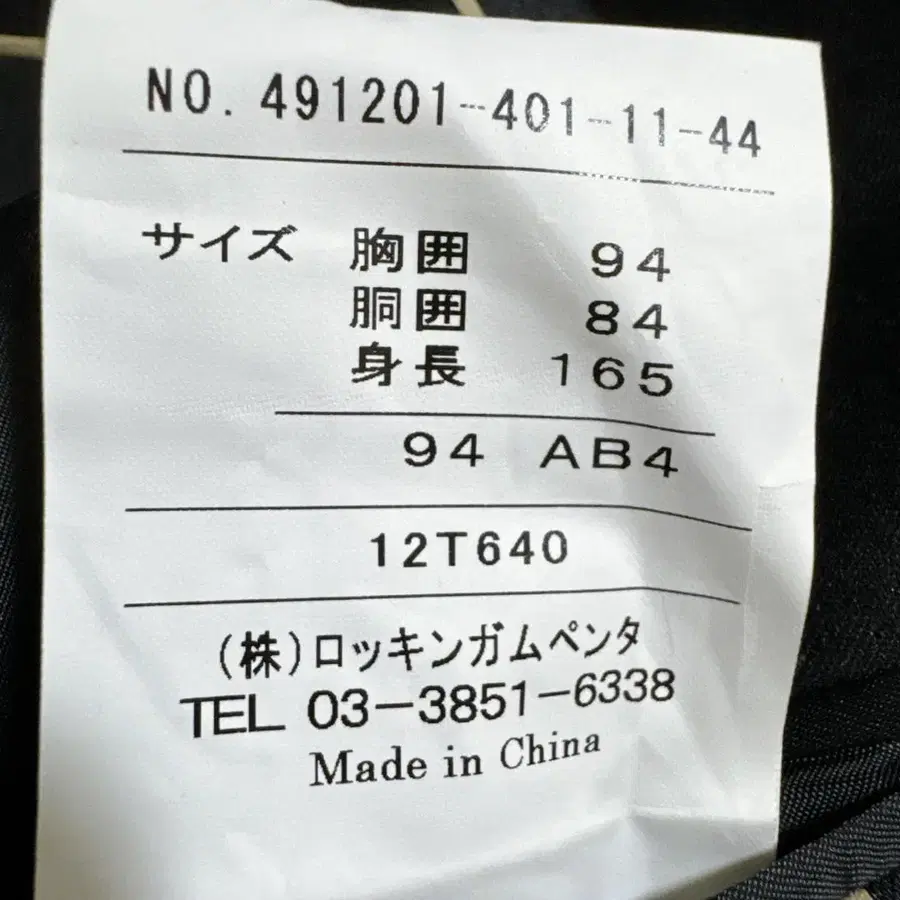 NO. 491201-401-11-44
サイズ 胸囲 94
胴囲 84
身長 165
94 AB4
12T640
(株)ロッキンガムペンタ
TEL 03-3851-6338
Made in China